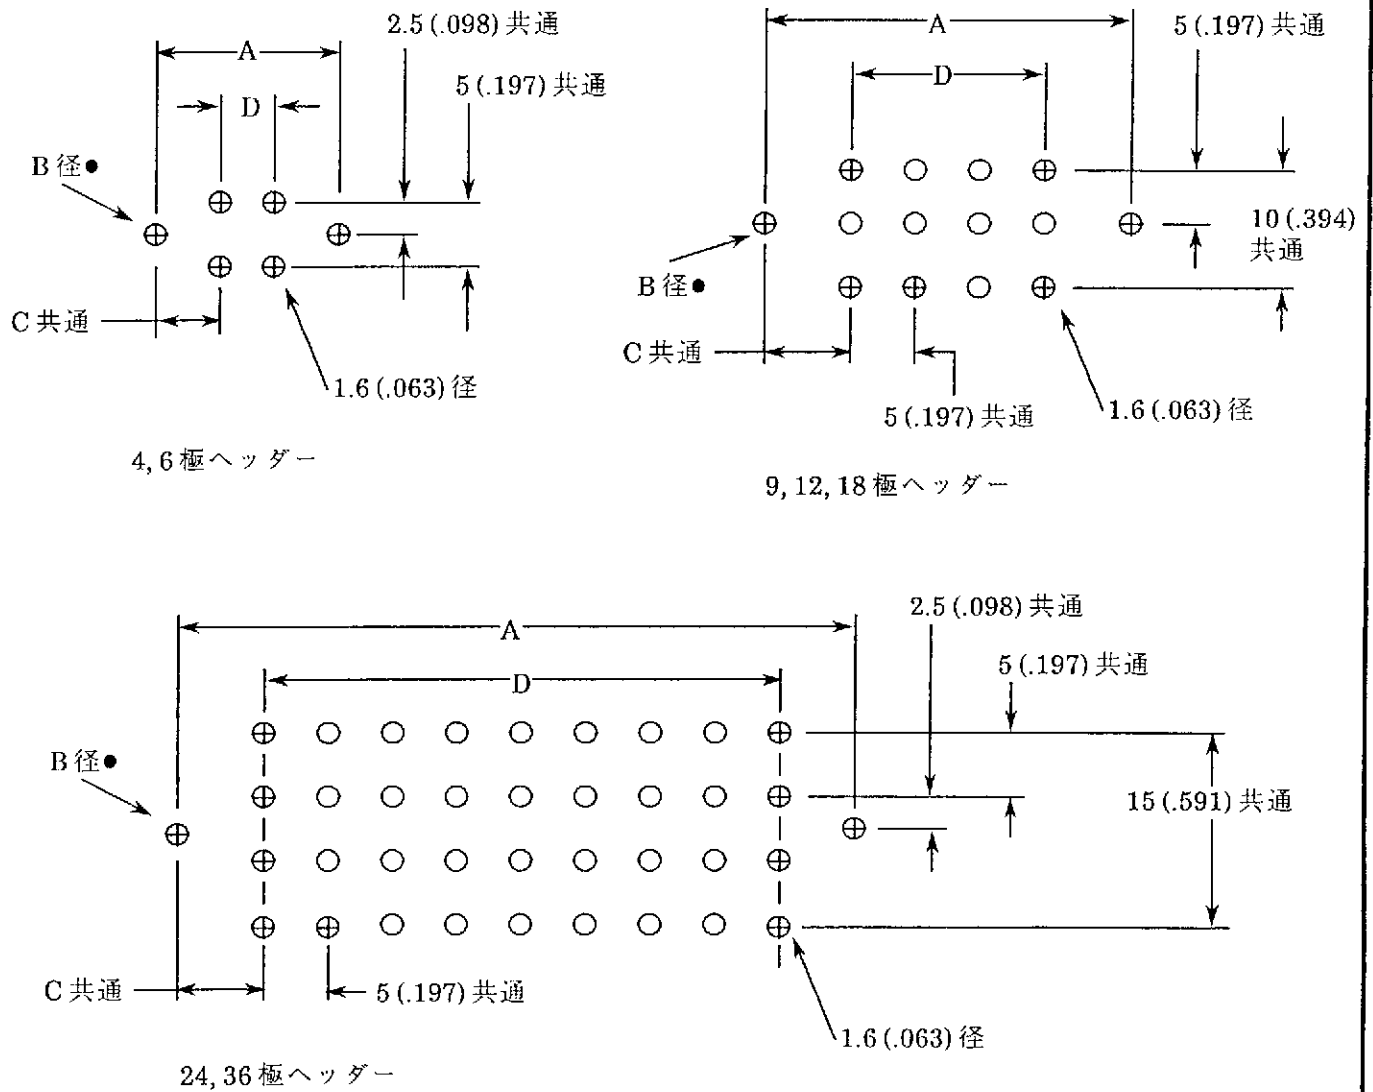 A
2.5 (.098) 共通
5 (.197) 共通
D
B 径●
C 共通
1.6 (.063) 径
4, 6 極ヘッダー
A
5 (.197) 共通
D
10 (.394)
共通
B 径●
C 共通
5 (.197) 共通
1.6 (.063) 径
9, 12, 18 極ヘッダー
A
2.5 (.098) 共通
5 (.197) 共通
D
B 径●
15 (.591) 共通
C 共通
5 (.197) 共通
1.6 (.063) 径
24, 36 極ヘッダー